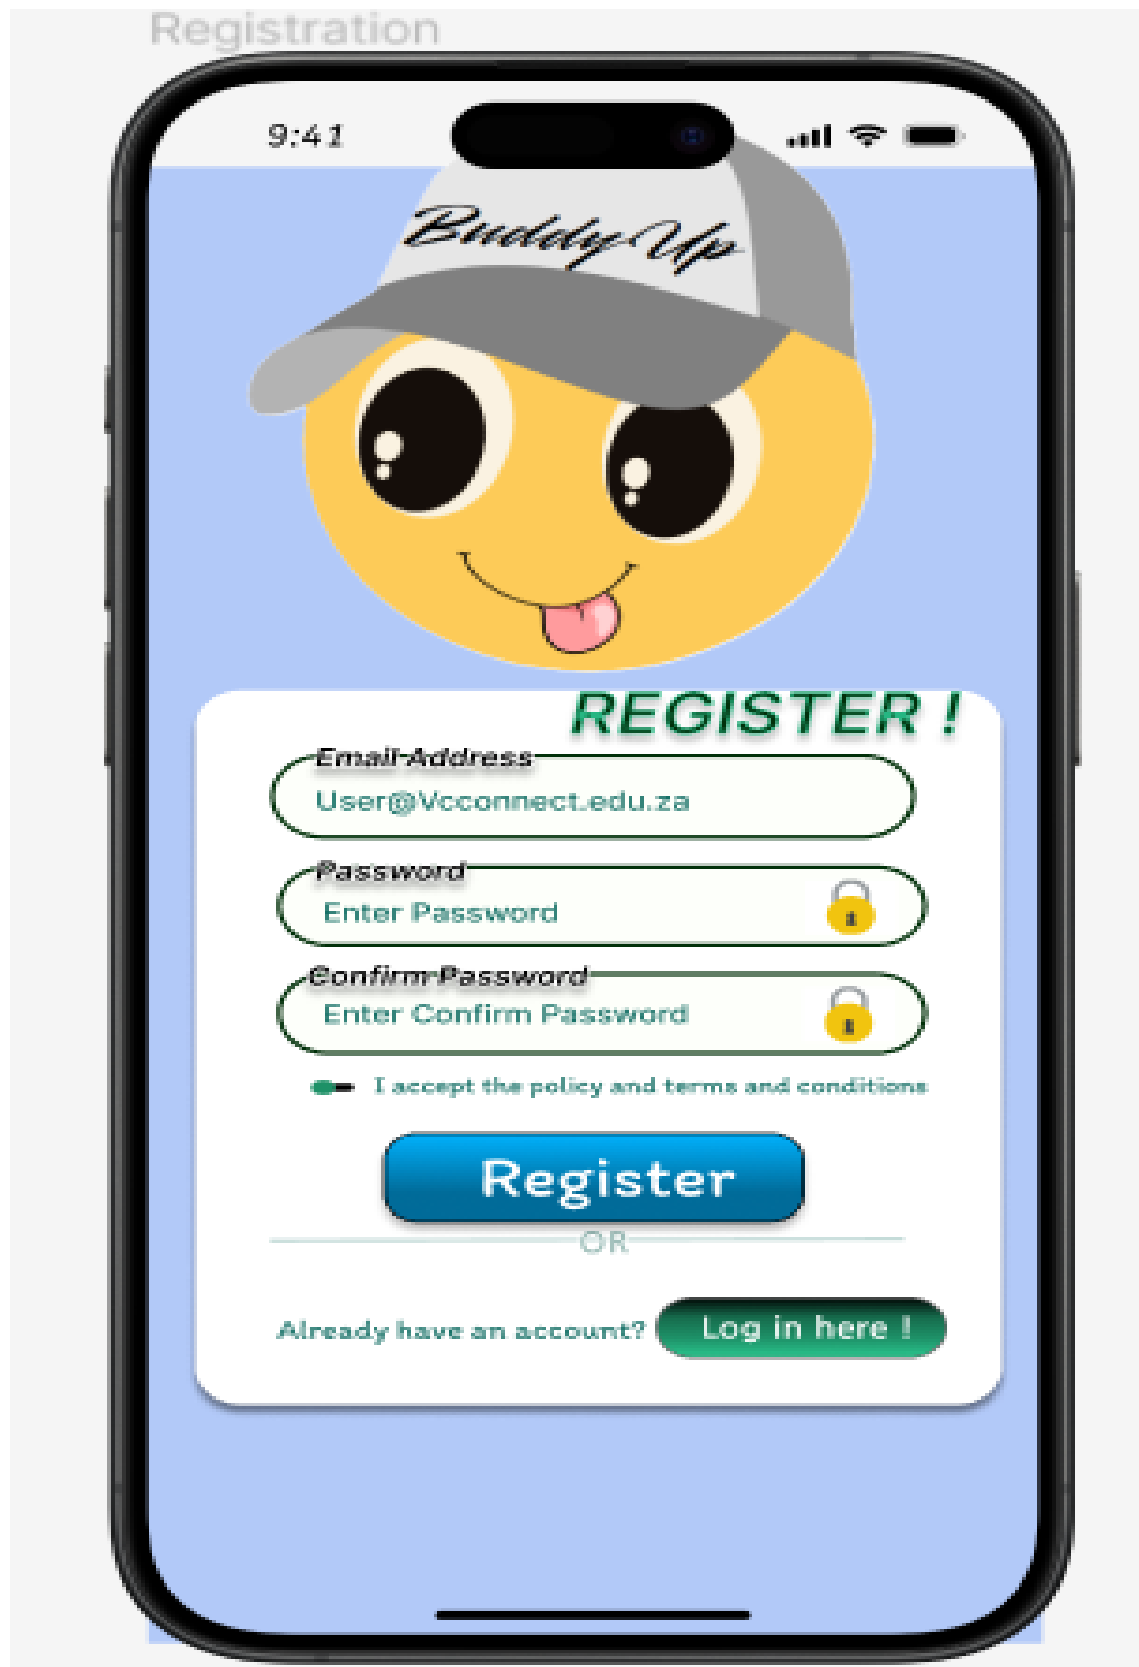 Registration
9:41
Buddy Up
REGISTER !
Email Address
User@Vcconnect.edu.za
Password
Enter Password
Confirm Password
Enter Confirm Password
I accept the policy and terms and conditions
Register
OR
Already have an account? Log in here !